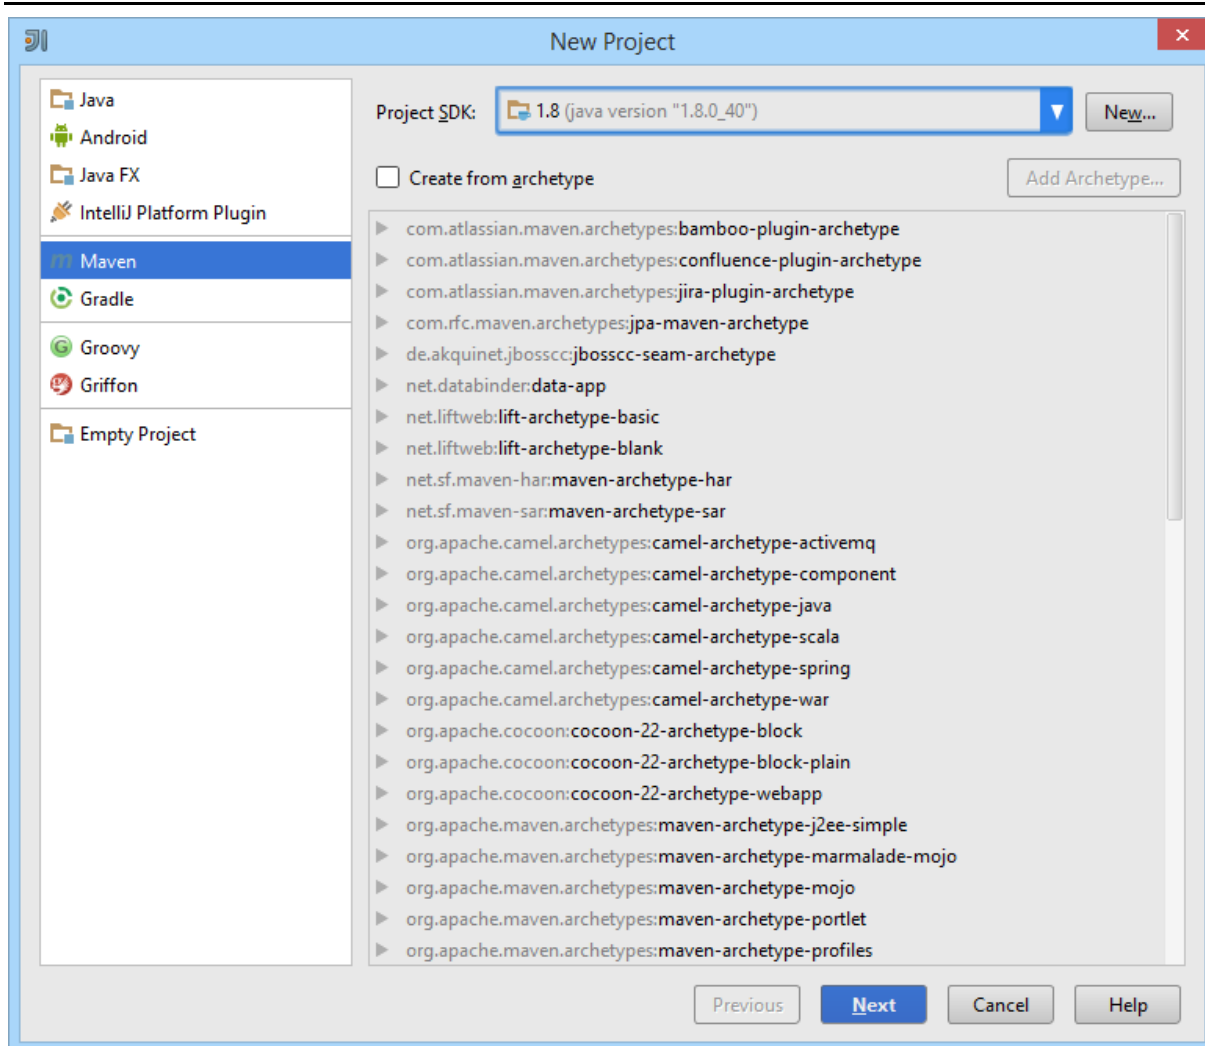 New Project
Java
Android
Java FX
IntelliJ Platform Plugin
Maven
Gradle
Groovy
Griffon
Empty Project
Project SDK: 1.8 (java version "1.8.0_40") New...
Create from archetype Add Archetype...
com.atlassian.maven.archetypes:bamboo-plugin-archetype
com.atlassian.maven.archetypes:confluence-plugin-archetype
com.atlassian.maven.archetypes:jira-plugin-archetype
com.rfc.maven.archetypes:jpa-maven-archetype
de.akquinet.jbosscc:jbosscc-seam-archetype
net.databinder:data-app
net.liftweb:lift-archetype-basic
net.liftweb:lift-archetype-blank
net.sf.maven-har:maven-archetype-har
net.sf.maven-sar:maven-archetype-sar
org.apache.camel.archetypes:camel-archetype-activemq
org.apache.camel.archetypes:camel-archetype-component
org.apache.camel.archetypes:camel-archetype-java
org.apache.camel.archetypes:camel-archetype-scala
org.apache.camel.archetypes:camel-archetype-spring
org.apache.camel.archetypes:camel-archetype-war
org.apache.cocoon:cocoon-22-archetype-block
org.apache.cocoon:cocoon-22-archetype-block-plain
org.apache.cocoon:cocoon-22-archetype-webapp
org.apache.maven.archetypes:maven-archetype-j2ee-simple
org.apache.maven.archetypes:maven-archetype-marmalade-mojo
org.apache.maven.archetypes:maven-archetype-mojo
org.apache.maven.archetypes:maven-archetype-portlet
org.apache.maven.archetypes:maven-archetype-profiles
Previous Next Cancel Help